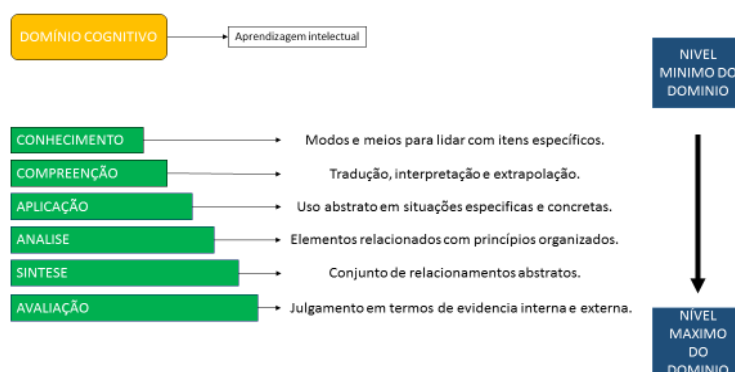 DOMÍNIO COGNITIVO
Aprendizagem intelectual
NIVEL
MINIMO DO
DOMINIO
CONHECIMENTO
Modos e meios para lidar com itens específicos.
COMPREENÇÃO
Tradução, interpretação e extrapolação.
APLICAÇÃO
Uso abstrato em situações especificas e concretas.
ANALISE
Elementos relacionados com princípios organizados.
SINTESE
Conjunto de relacionamentos abstratos.
AVALIAÇÃO
Julgamento em termos de evidencia interna e externa.
NÍVEL
MAXIMO
DO
DOMINIO